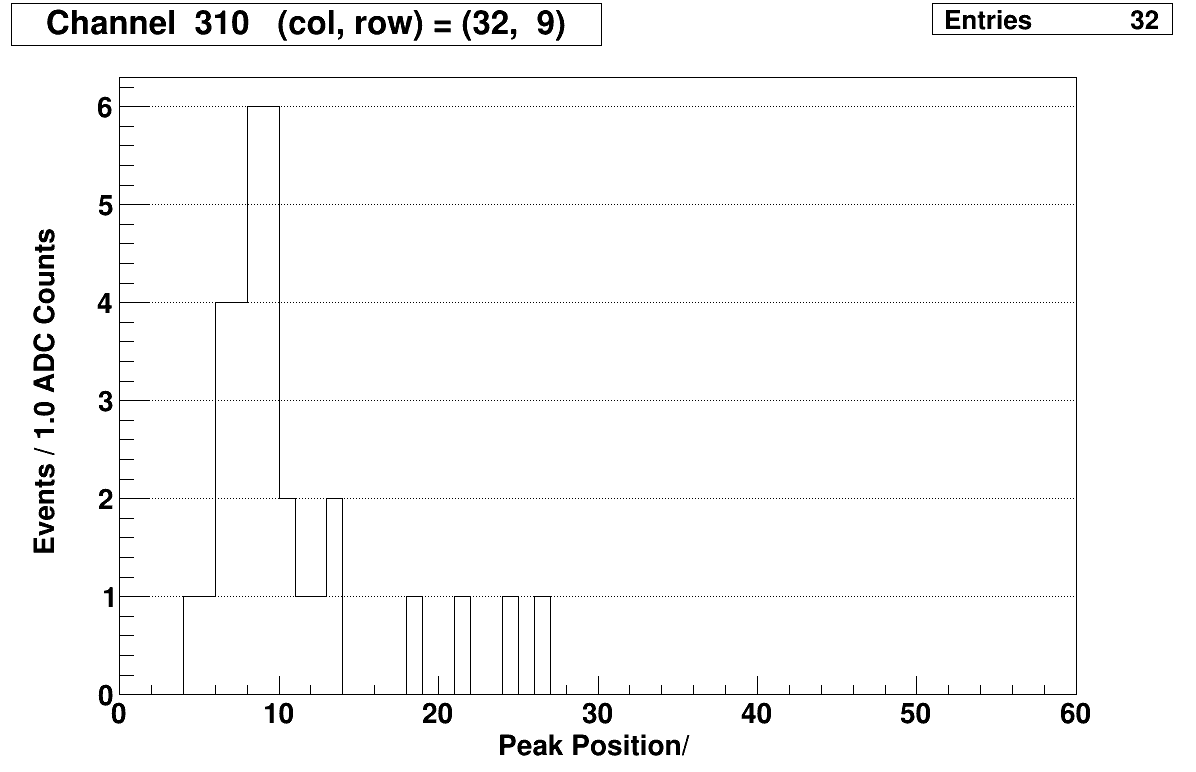 Channel 310 (col, row) = (32, 9)
Entries 32
6
5
4
3
2
1
0
Events / 1.0 ADC Counts
0 10 20 30 40 50 60
Peak Position/